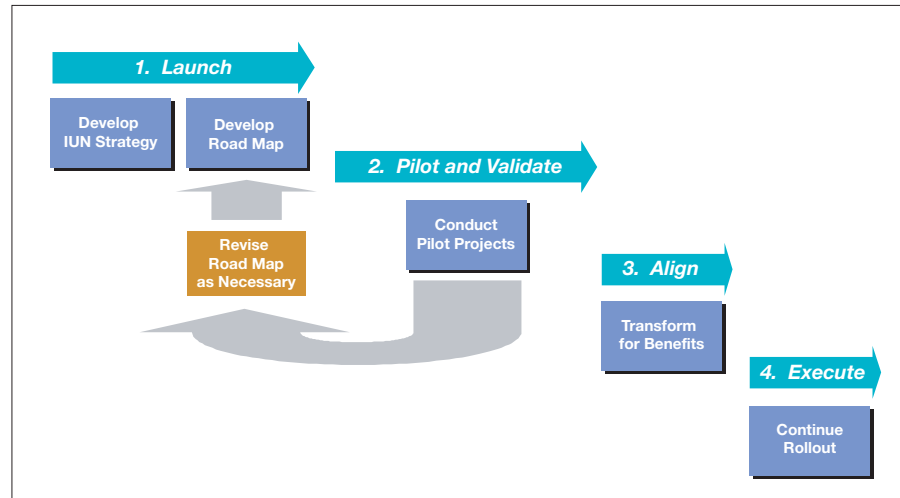 1. Launch
Develop
IUN Strategy
Develop
Road Map
2. Pilot and Validate
Revise
Road Map
as Necessary
Conduct
Pilot Projects
3. Align
Transform
for Benefits
4. Execute
Continue
Rollout